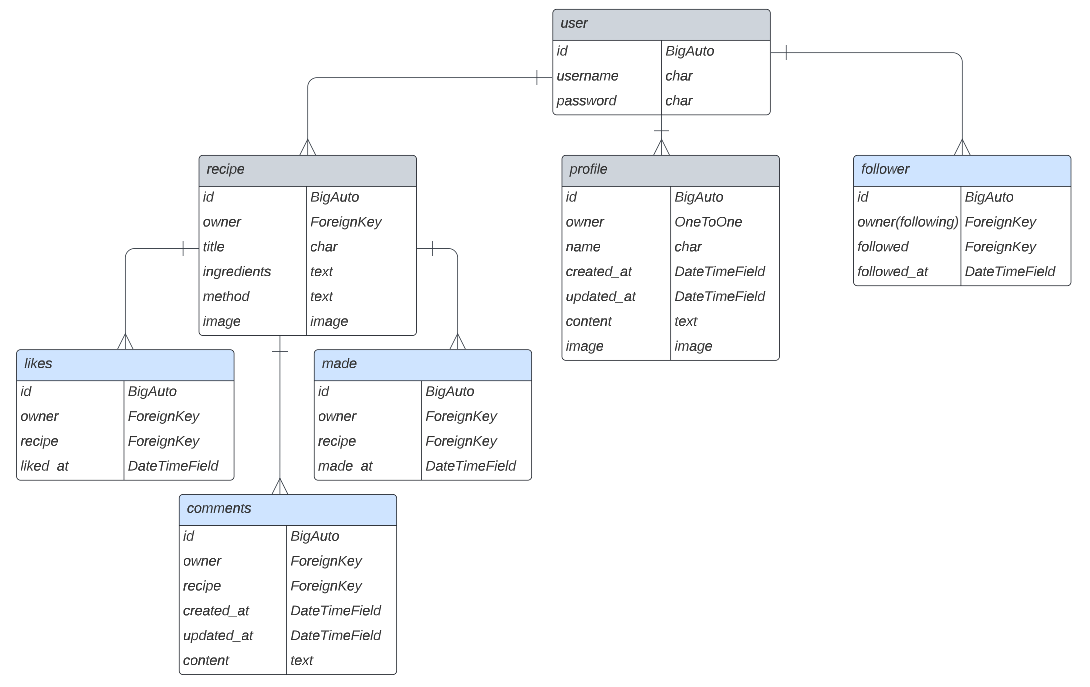 user
id BigAuto
username char
password char
recipe
id BigAuto
owner ForeignKey
title char
ingredients text
method text
image image
profile
id BigAuto
owner OneToOne
name char
created_at DateTimeField
updated_at DateTimeField
content text
image image
follower
id BigAuto
owner(following) ForeignKey
followed ForeignKey
followed_at DateTimeField
likes
id BigAuto
owner ForeignKey
recipe ForeignKey
liked_at DateTimeField
made
id BigAuto
owner ForeignKey
recipe ForeignKey
made_at DateTimeField
comments
id BigAuto
owner ForeignKey
recipe ForeignKey
created_at DateTimeField
updated_at DateTimeField
content text